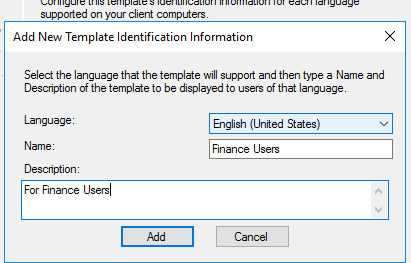 Configure this template's identification information for each language
supported on your client computers.
Add New Template Identification Information
Select the language that the template will support and then type a Name and
Description of the template to be displayed to users of that language.
Language:
English (United States)
Name:
Finance Users
Description:
For Finance Users
Add
Cancel